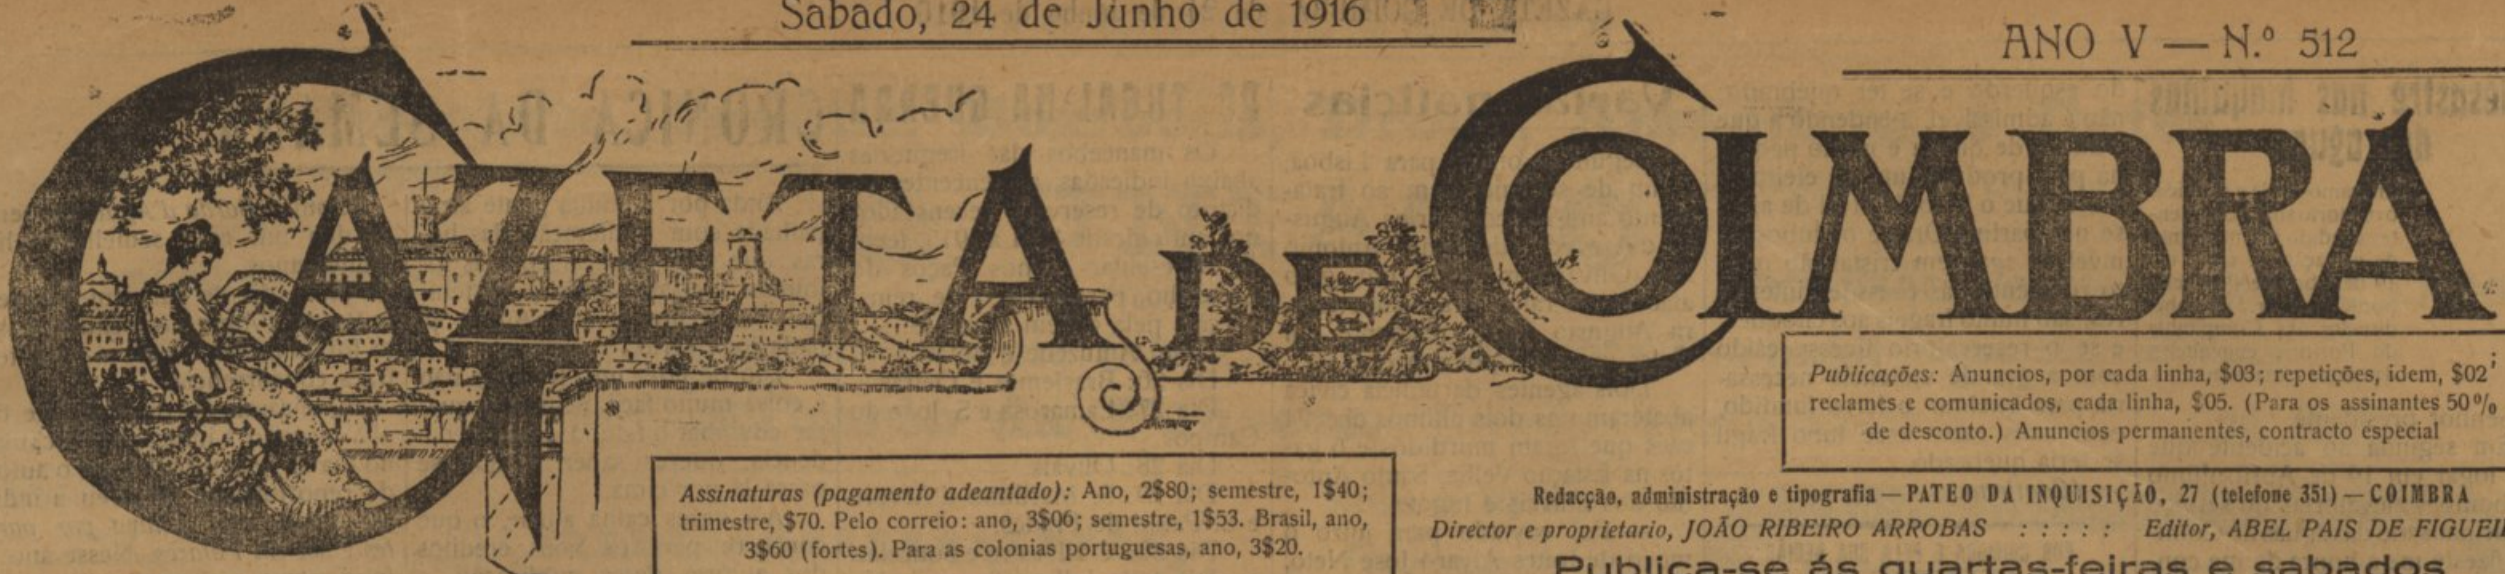 Sabado, 24 de Junho de 1916
ANO V — N.º 512
GAZETA DE COIMBRA
Publicações: Anuncios, por cada linha, $03; repetições, idem, $02;
reclames e comunicados, cada linha, $05. (Para os assinantes 50%
de desconto.) Anuncios permanentes, contracto especial
Assinaturas (pagamento adeantado): Ano, 2$80; semestre, 1$40;
trimestre, $70. Pelo correio: ano, 3$06; semestre, 1$53. Brasil, ano,
3$60 (fortes). Para as colonias portuguesas, ano, 3$20.
Redacção, administração e tipografia — PATEO DA INQUISIÇÃO, 27 (telefone 351) — COIMBRA
Director e proprietario, JOÃO RIBEIRO ARROBAS : : : : : Editor, ABEL PAIS DE FIGUEI
Publica-se ás quartas-feiras e sabados